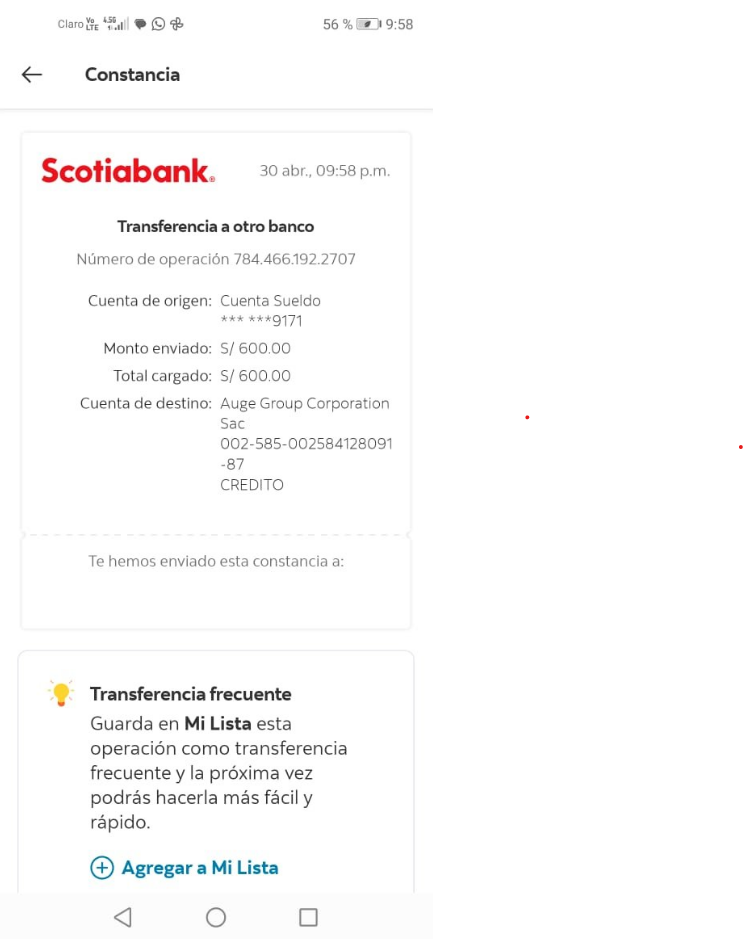 Claro Vo LTE 4.5G 56 % 9:58
Constancia
Scotiabank® 30 abr., 09:58 p.m.
Transferencia a otro banco
Número de operación 784.466.192.2707
Cuenta de origen: Cuenta Sueldo
*** ***9171
Monto enviado: S/ 600.00
Total cargado: S/ 600.00
Cuenta de destino: Auge Group Corporation
Sac
002-585-002584128091
-87
CREDITO
Te hemos enviado esta constancia a:
Transferencia frecuente
Guarda en Mi Lista esta
operación como transferencia
frecuente y la próxima vez
podrás hacerla más fácil y
rápido.
Agregar a Mi Lista